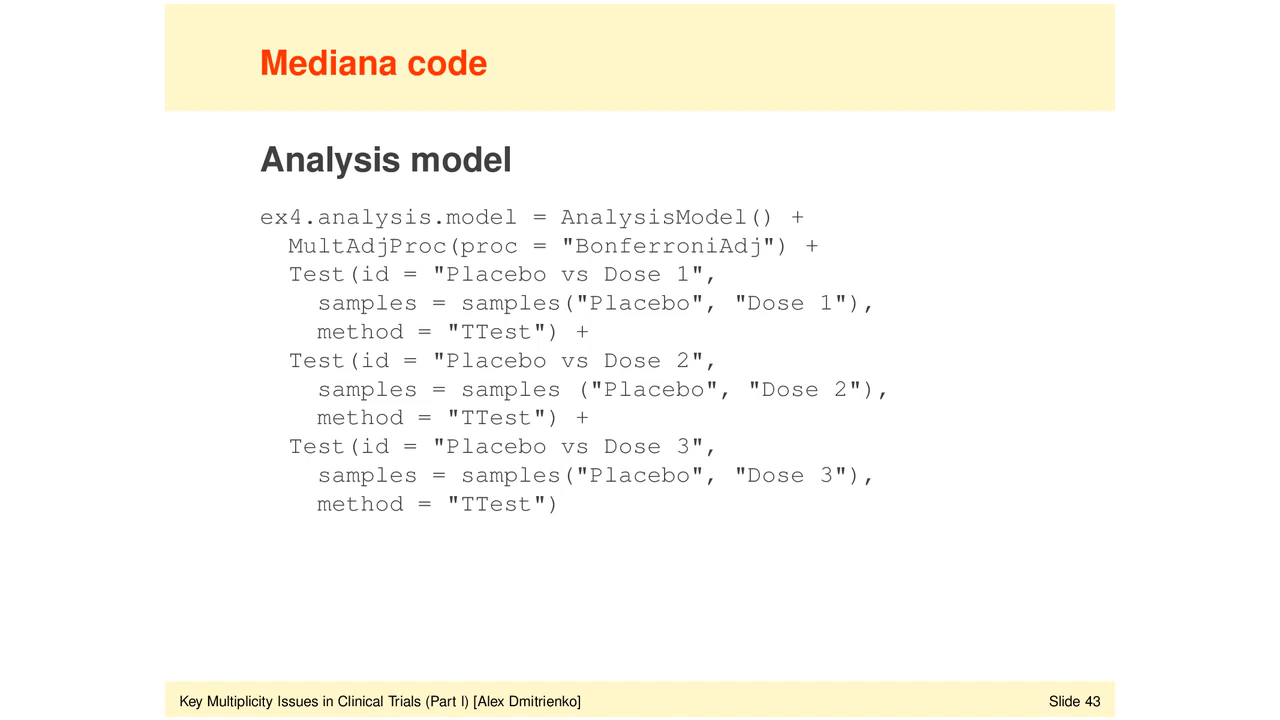 Mediana code
Analysis model
ex4.analysis.model = AnalysisModel() +
  MultAdjProc(proc = "BonferroniAdj") +
  Test(id = "Placebo vs Dose 1",
    samples = samples("Placebo", "Dose 1"),
    method = "TTest") +
  Test(id = "Placebo vs Dose 2",
    samples = samples ("Placebo", "Dose 2"),
    method = "TTest") +
  Test(id = "Placebo vs Dose 3",
    samples = samples("Placebo", "Dose 3"),
    method = "TTest")
Key Multiplicity Issues in Clinical Trials (Part I) [Alex Dmitrienko]
Slide 43